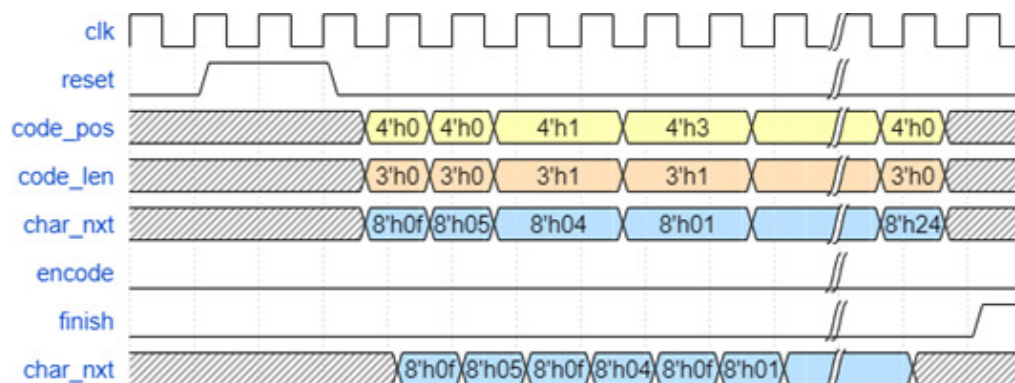 clk
reset
code_pos 4'h0 4'h0 4'h1 4'h3 4'h0
code_len 3'h0 3'h0 3'h1 3'h1 3'h0
char_nxt 8'h0f 8'h05 8'h04 8'h01 8'h24
encode
finish
char_nxt 8'h0f 8'h05 8'h0f 8'h04 8'h0f 8'h01